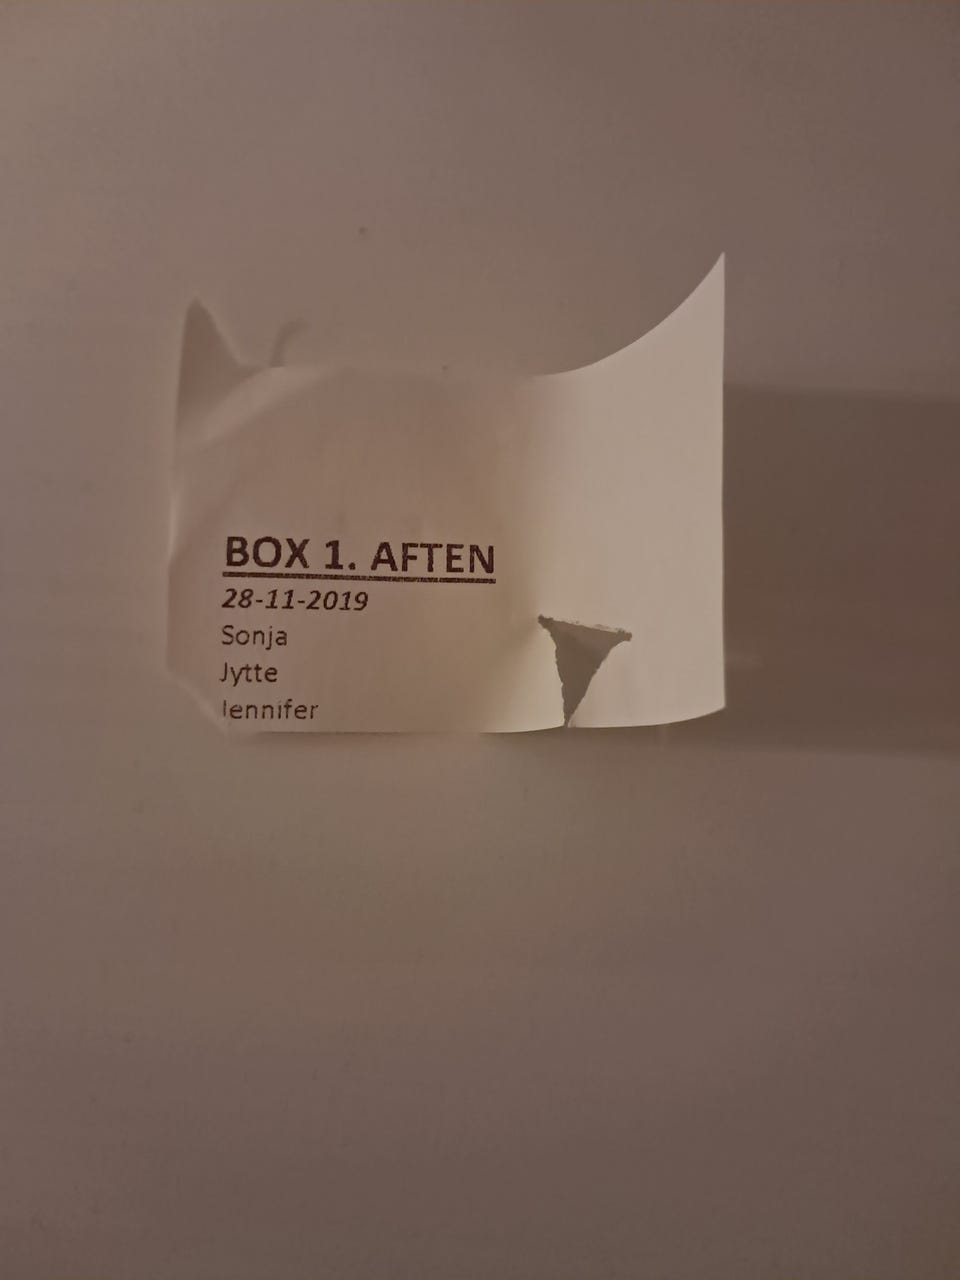 BOX 1. AFTEN
28-11-2019
Sonja
Jytte
Jennifer